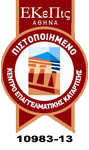 ΕΚεΠις
ΑΘΗΝΑ
ΠΙΣΤΟΠΟΙΗΜΕΝΟ
ΚΕΝΤΡΟ ΕΠΑΓΓΕΛΜΑΤΙΚΗΣ ΚΑΤΑΡΤΙΣΗΣ
10983-13